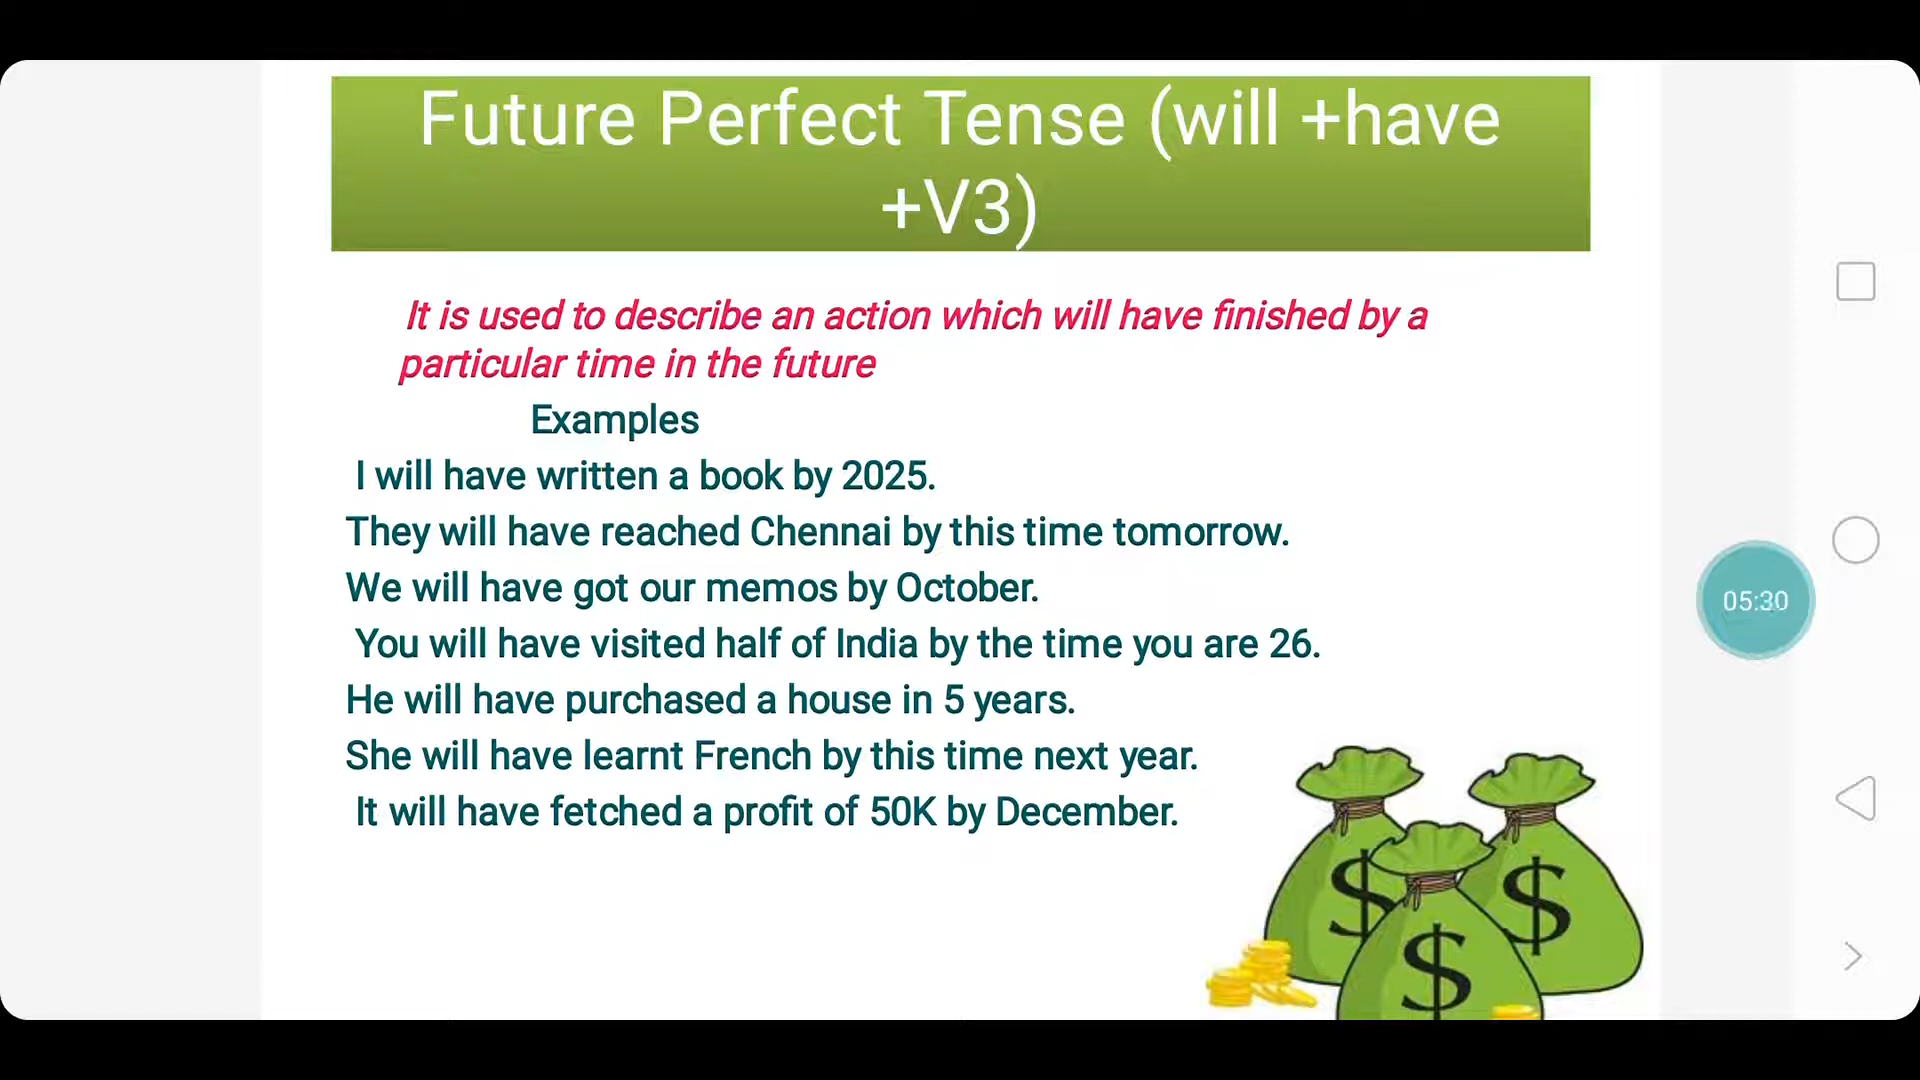 Future Perfect Tense (will +have
+V3)
It is used to describe an action which will have finished by a
particular time in the future
Examples
I will have written a book by 2025.
They will have reached Chennai by this time tomorrow.
We will have got our memos by October.
You will have visited half of India by the time you are 26.
He will have purchased a house in 5 years.
She will have learnt French by this time next year.
It will have fetched a profit of 50K by December.
05:30
$
$
$